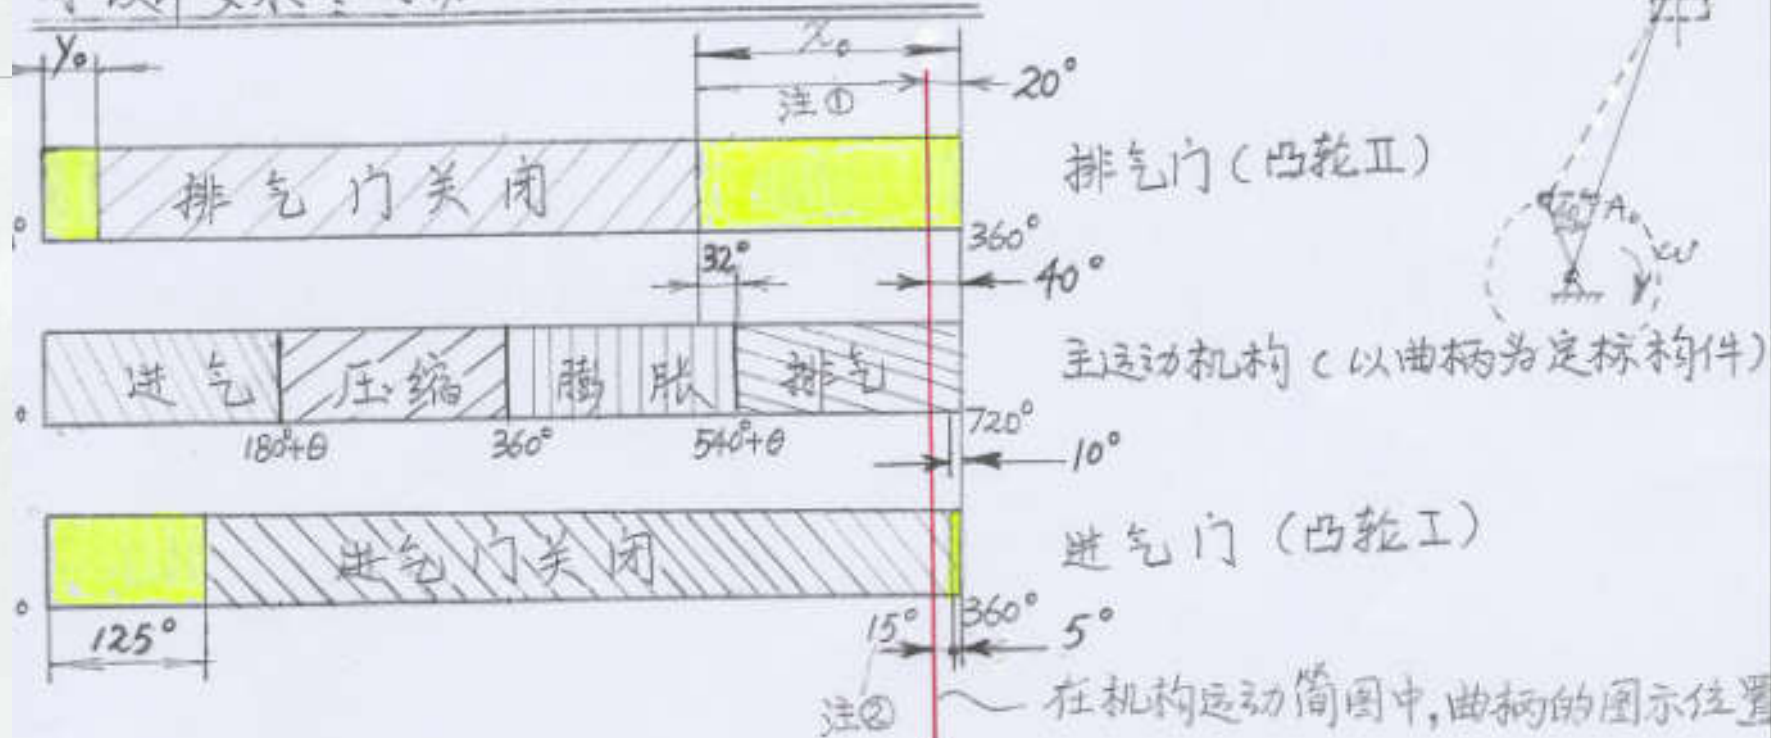 Y₀
X₀
20°
注①
排气门关闭
排气门(凸轮Ⅱ)
360°
32°
40°
A₀
ω
进气 压缩 膨胀 排气
主运动机构(以曲柄为定标构件)
180°+θ 360° 540°+θ 720°
10°
进气门关闭
进气门(凸轮Ⅰ)
0
360°
125°
15°
5°
注②
在机构运动简图中,曲柄的图示位置